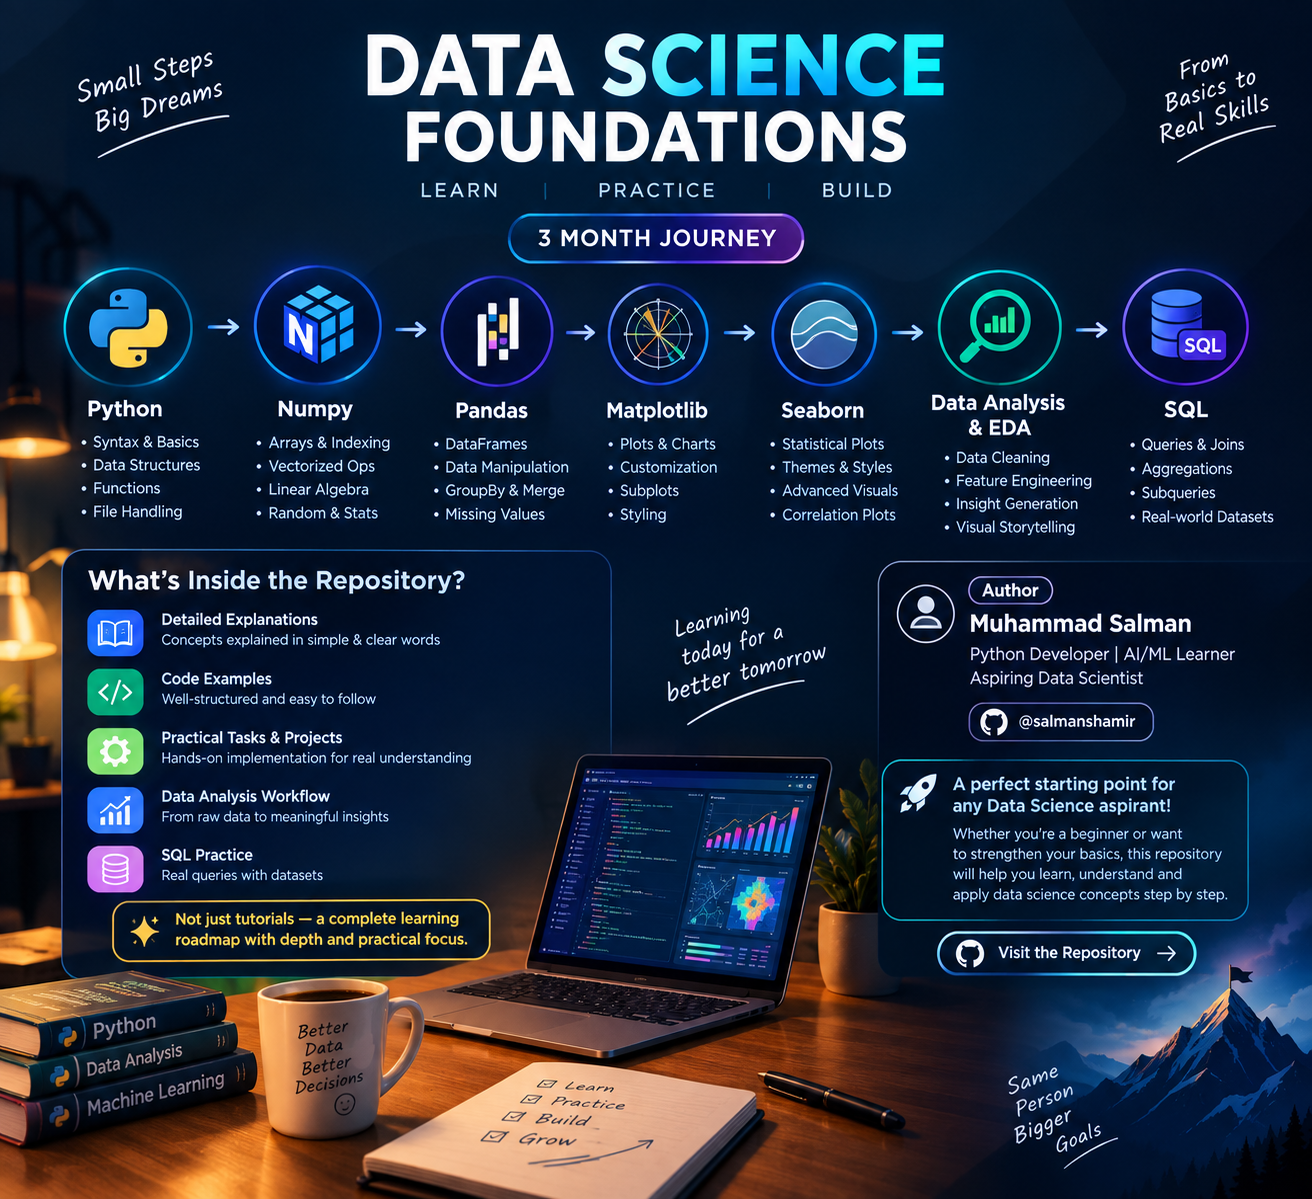 Small Steps
Big Dreams
DATA SCIENCE
FOUNDATIONS
LEARN | PRACTICE | BUILD
3 MONTH JOURNEY
From
Basics to
Real Skills
Python
• Syntax & Basics
• Data Structures
• Functions
• File Handling
N
Numpy
• Arrays & Indexing
• Vectorized Ops
• Linear Algebra
• Random & Stats
Pandas
• DataFrames
• Data Manipulation
• GroupBy & Merge
• Missing Values
Matplotlib
• Plots & Charts
• Customization
• Subplots
• Styling
Seaborn
• Statistical Plots
• Themes & Styles
• Advanced Visuals
• Correlation Plots
Data Analysis
& EDA
• Data Cleaning
• Feature Engineering
• Insight Generation
• Visual Storytelling
SQL
SQL
• Queries & Joins
• Aggregations
• Subqueries
• Real-world Datasets
What's Inside the Repository?
Detailed Explanations
Concepts explained in simple & clear words
</>
Code Examples
Well-structured and easy to follow
Practical Tasks & Projects
Hands-on implementation for real understanding
Data Analysis Workflow
From raw data to meaningful insights
SQL Practice
Real queries with datasets
Not just tutorials — a complete learning
roadmap with depth and practical focus.
Learning
today for a
better tomorrow
Author
Muhammad Salman
Python Developer | AI/ML Learner
Aspiring Data Scientist
@salmanshamir
A perfect starting point for
any Data Science aspirant!
Whether you're a beginner or want
to strengthen your basics, this repository
will help you learn, understand and
apply data science concepts step by step.
Visit the Repository →
Python
Data Analysis
Machine Learning
Better
Data
Better
Decisions
Learn
Practice
Build
Grow
Same
Person
Bigger
Goals